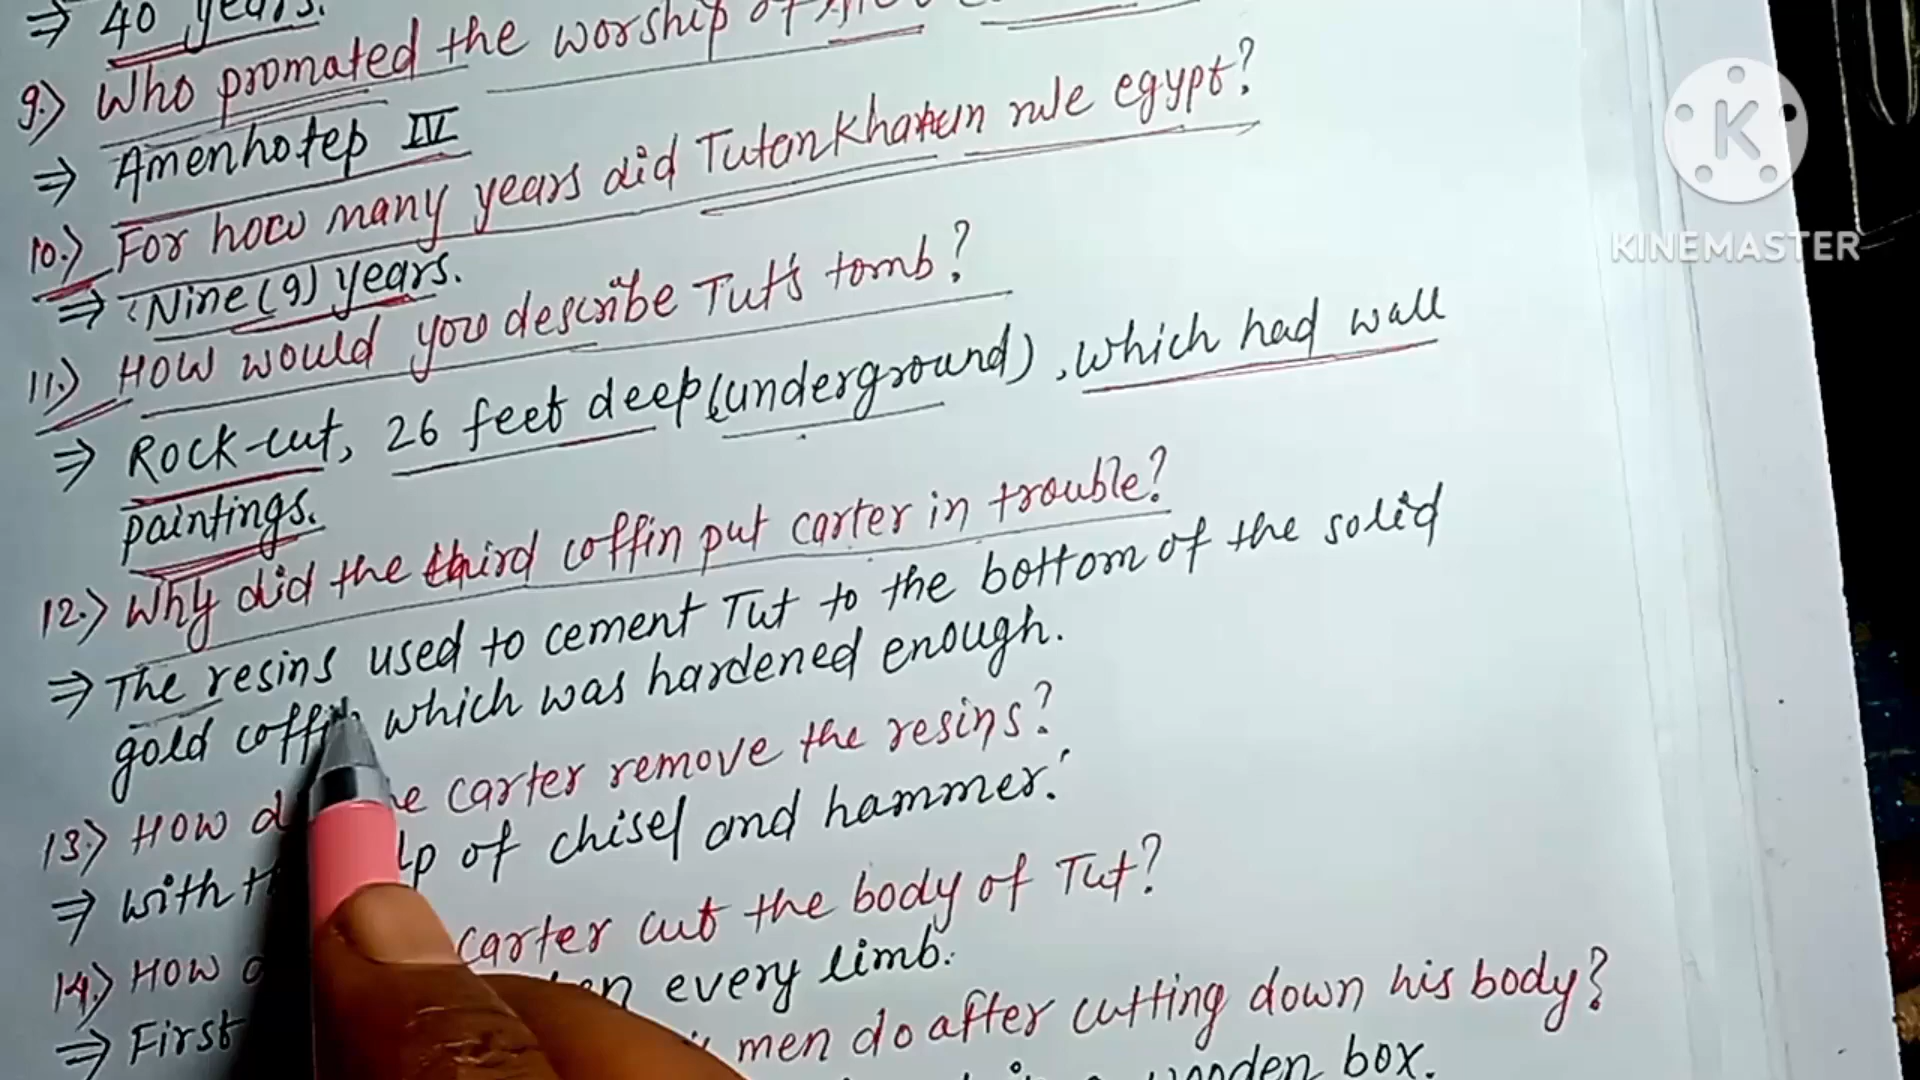 ⇒ 40 years.
9.) Who promated the worship of
⇒ Amenhotep IV
10.) For how many years did Tutankhamun rule egypt?
⇒ Nine (9) years.
11.) How would you describe Tut's tomb?
⇒ Rock-cut, 26 feet deep (underground), which had wall
paintings.
12.) Why did the third coffin put carter in trouble?
⇒ The resins used to cement Tut to the bottom of the solid
gold coffin which was hardened enough.
13.) How carter remove the resins?
⇒ with of chisel and hammer.
14.) How carter cut the body of Tut?
⇒ First every limb.
men do after cutting down his body?
wooden box.
KINEMASTER